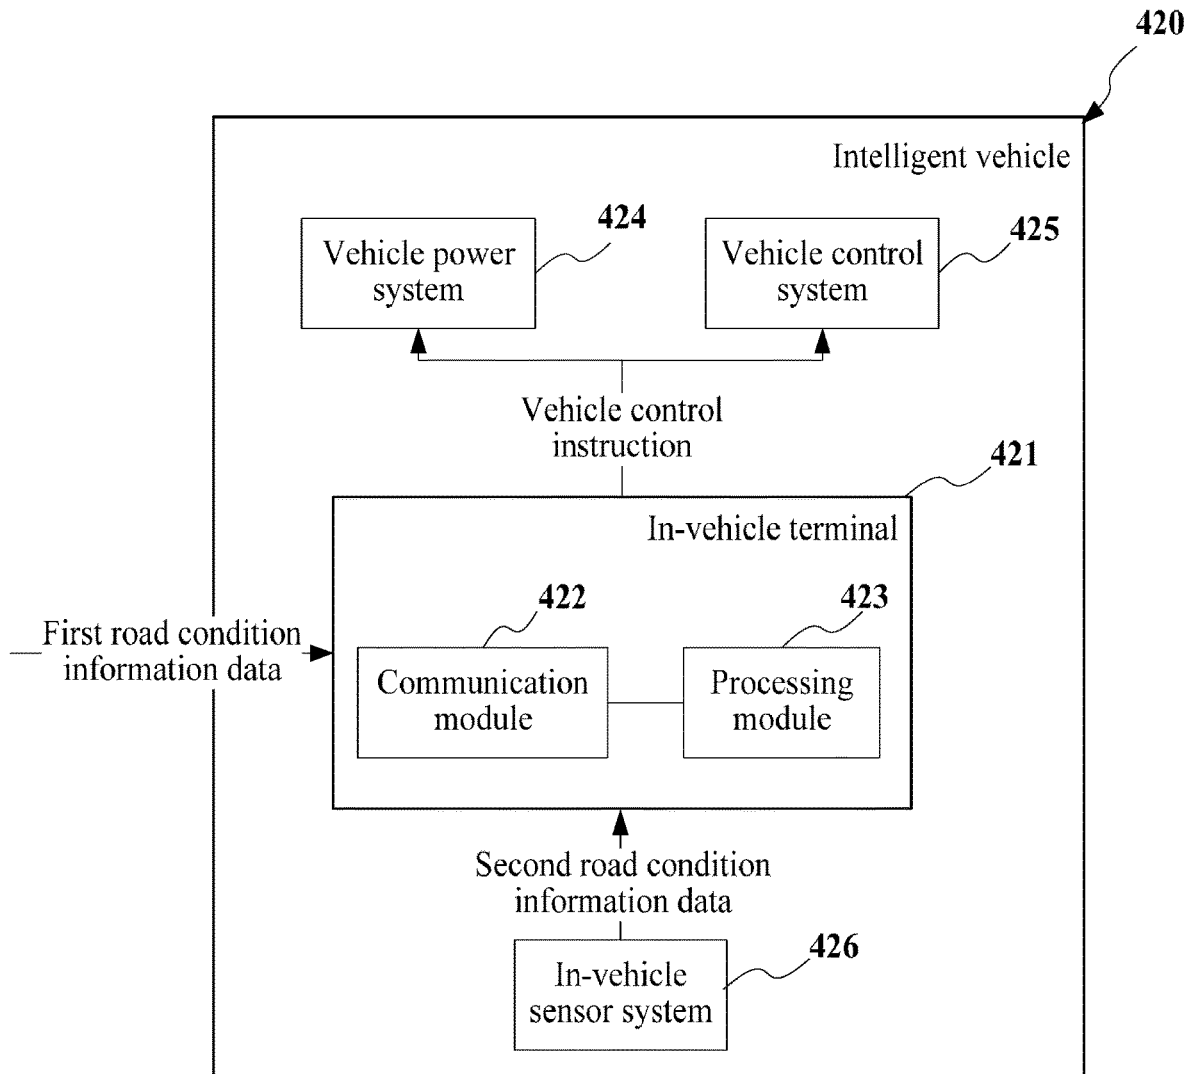 420
Intelligent vehicle
424
425
Vehicle power
system
Vehicle control
system
Vehicle control
instruction
421
In-vehicle terminal
422
423
First road condition
information data
Communication
module
Processing
module
Second road condition
information data
426
In-vehicle
sensor system